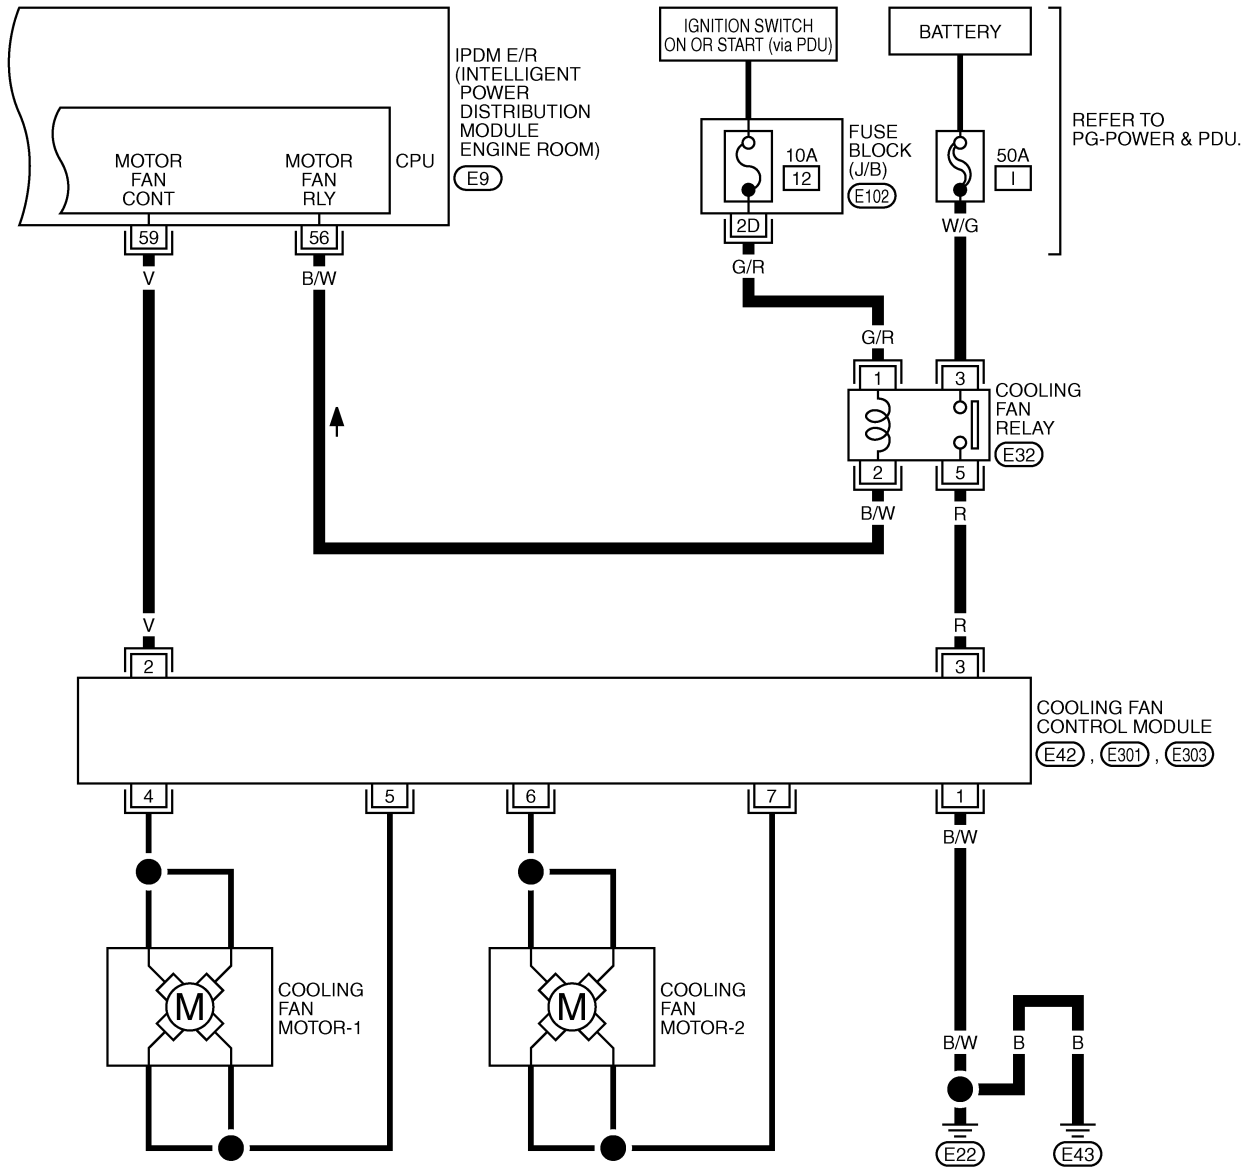 IPDM E/R
(INTELLIGENT
POWER
DISTRIBUTION
MODULE
ENGINE ROOM)
E9
CPU
MOTOR
FAN
CONT
MOTOR
FAN
RLY
59
56
V
B/W
IGNITION SWITCH
ON OR START (via PDU)
BATTERY
REFER TO
PG-POWER & PDU.
FUSE
BLOCK
(J/B)
E102
10A
12
50A
I
2D
G/R
W/G
G/R
1
3
COOLING
FAN
RELAY
E32
2
5
B/W
R
V
R
2
3
COOLING FAN
CONTROL MODULE
E42 , E301 , E303
4
5
6
7
1
B/W
M
COOLING
FAN
MOTOR-1
M
COOLING
FAN
MOTOR-2
B/W
B
B
E22
E43